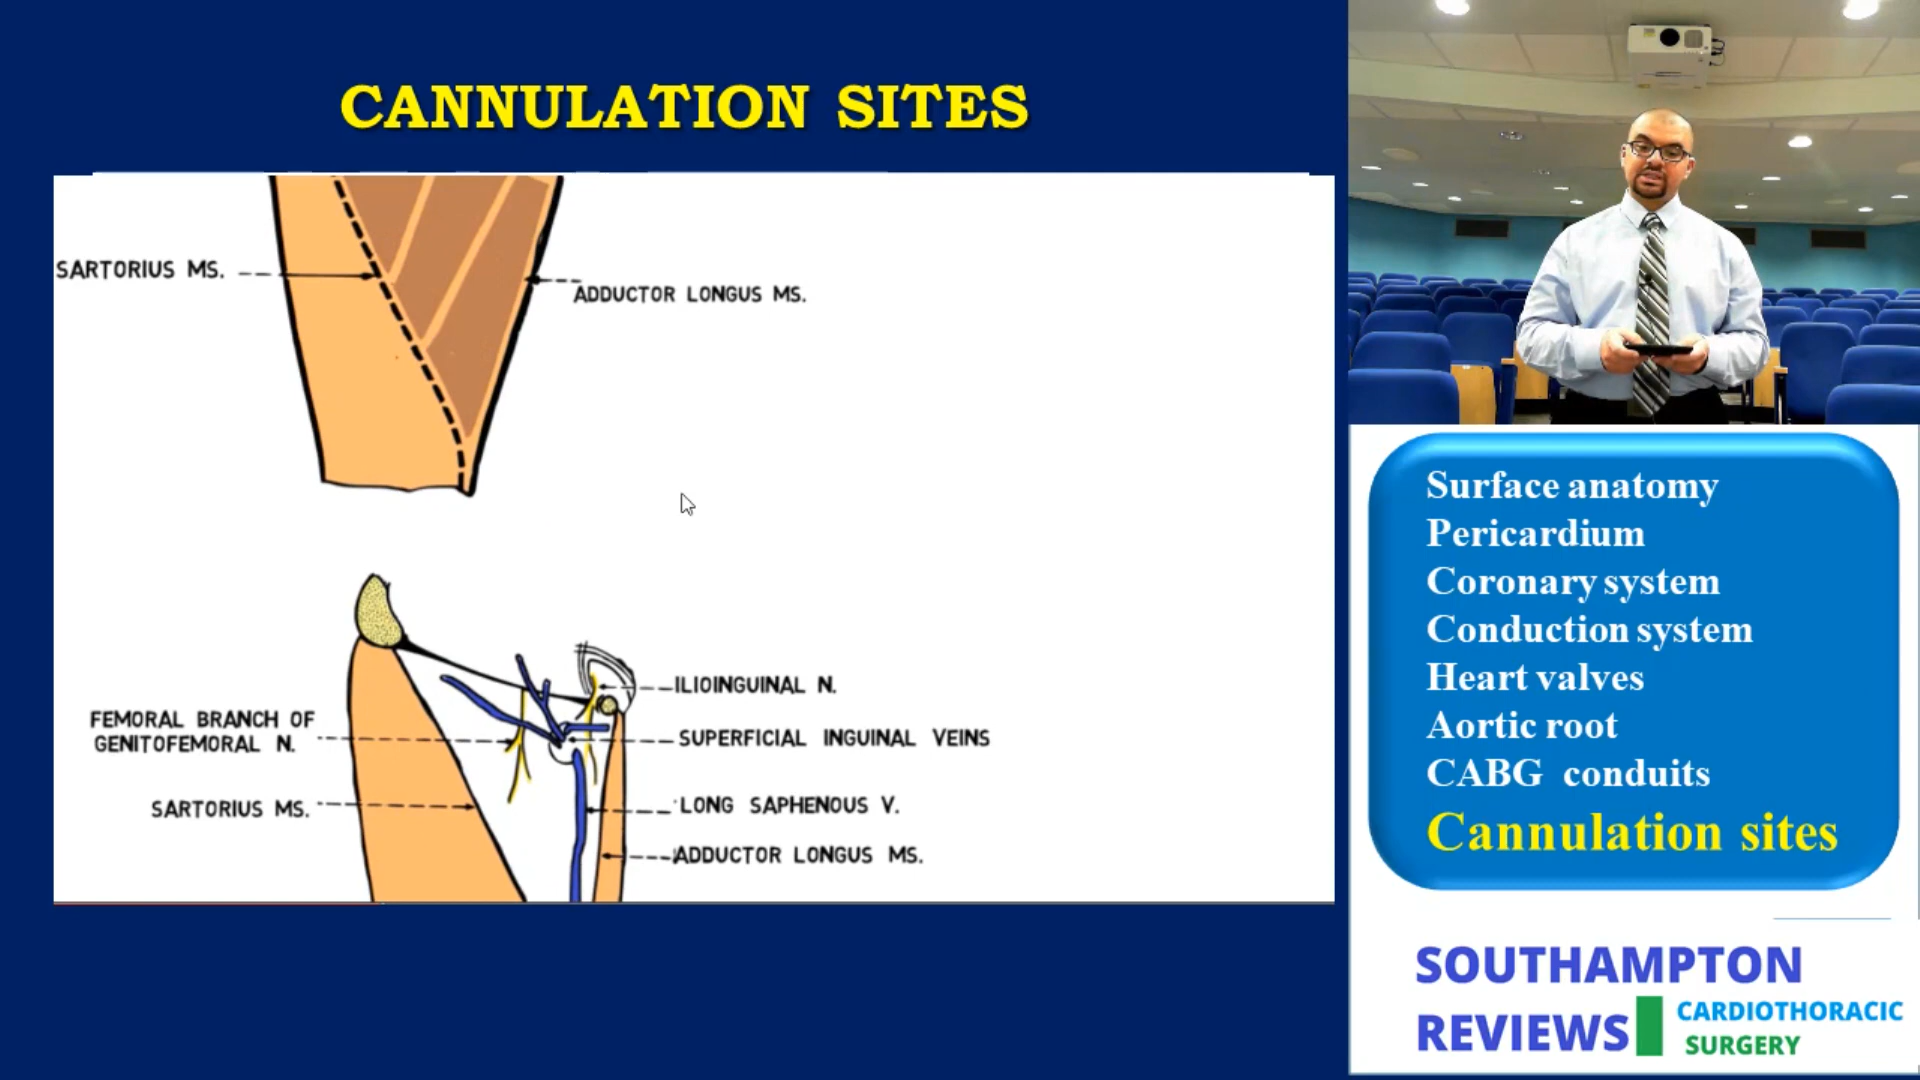 CANNULATION SITES
SARTORIUS MS.
ADDUCTOR LONGUS MS.
ILIOINGUINAL N.
FEMORAL BRANCH OF
GENITOFEMORAL N.
SUPERFICIAL INGUINAL VEINS
SARTORIUS MS.
LONG SAPHENOUS V.
ADDUCTOR LONGUS MS.
Surface anatomy
Pericardium
Coronary system
Conduction system
Heart valves
Aortic root
CABG conduits
Cannulation sites
SOUTHAMPTON
REVIEWS
CARDIOTHORACIC
SURGERY